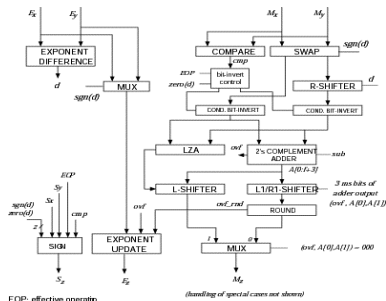 Ex Ey Mx My
EXPONENT
DIFFERENCE
COMPARE SWAP
sgn(d)
cmp
d
MUX
sgn(d)
EOP
zero(d)
bit-invert
control
R-SHIFTER
d
COND. BIT-INVERT
COND. BIT-INVERT
LZA
ovf
2's COMPLEMENT
ADDER
sub
A[0:f+3]
L-SHIFTER
L1/R1-SHIFTER
3 ms bits of
adder output
(ovf, A[0],A[1])
EOP
Sy
Sx
sgn(d)
zero(d)
cmp
ovf
ovf_rnd
ROUND
SIGN
EXPONENT
UPDATE
1 0
MUX
(ovf, A[0],A[1]) = 000
Sz
Ez
Mz
EOP: effective operatin
(handling of special cases not shown)